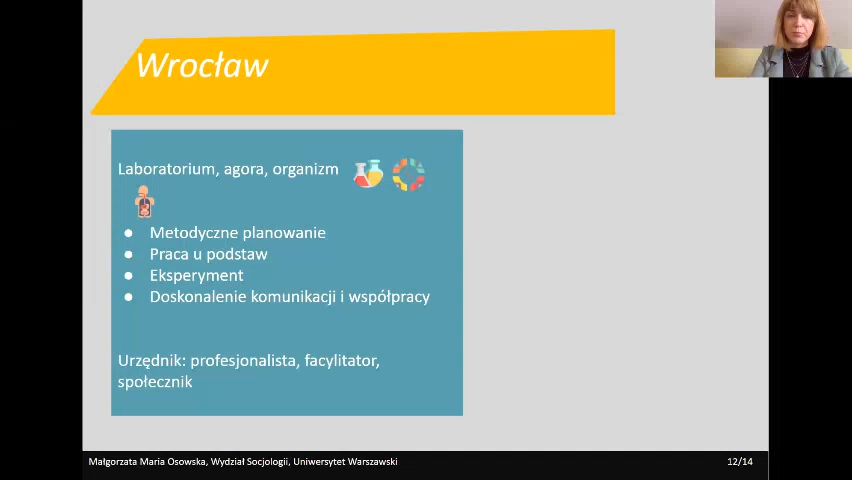 Wrocław
Laboratorium, agora, organizm
● Metodyczne planowanie
● Praca u podstaw
● Eksperyment
● Doskonalenie komunikacji i współpracy
Urzędnik: profesjonalista, facylitator,
społecznik
Małgorzata Maria Osowska, Wydział Socjologii, Uniwersytet Warszawski
12/14